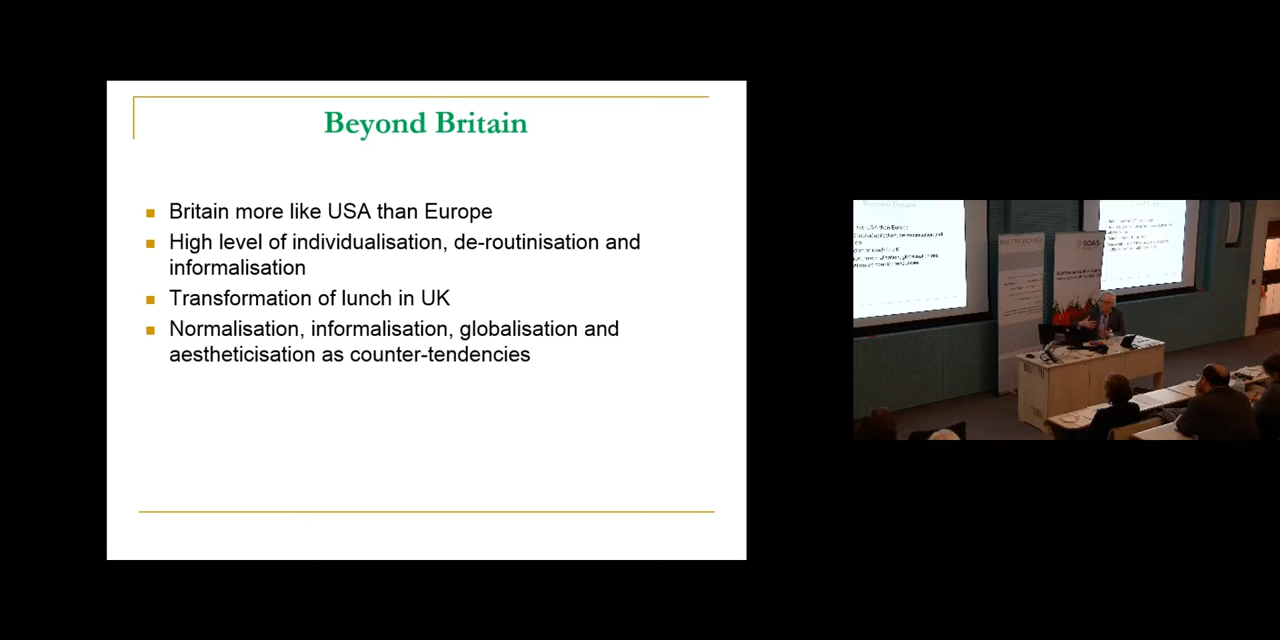 Beyond Britain
Britain more like USA than Europe
High level of individualisation, de-routinisation and
informalisation
Transformation of lunch in UK
Normalisation, informalisation, globalisation and
aestheticisation as counter-tendencies
SOAS